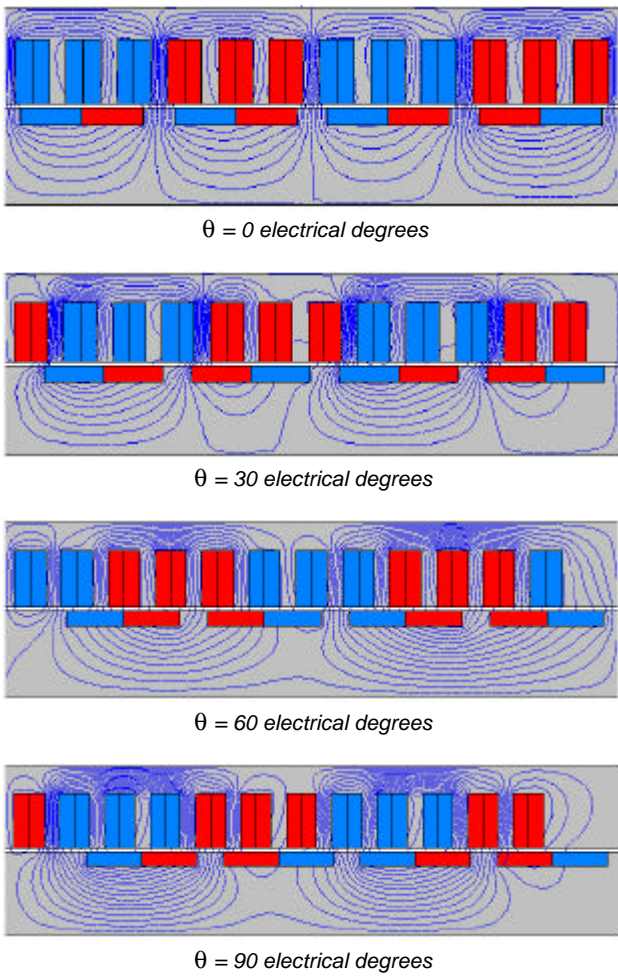 θ = 0 electrical degrees
θ = 30 electrical degrees
θ = 60 electrical degrees
θ = 90 electrical degrees